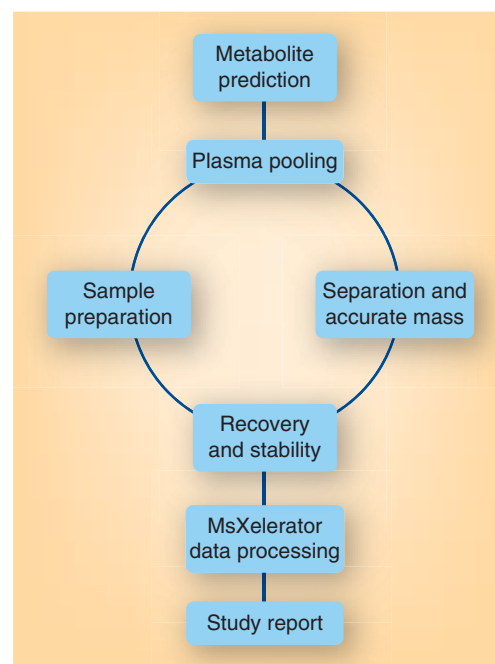 Metabolite
prediction
Plasma pooling
Sample
preparation
Separation and
accurate mass
Recovery
and stability
MsXelerator
data processing
Study report